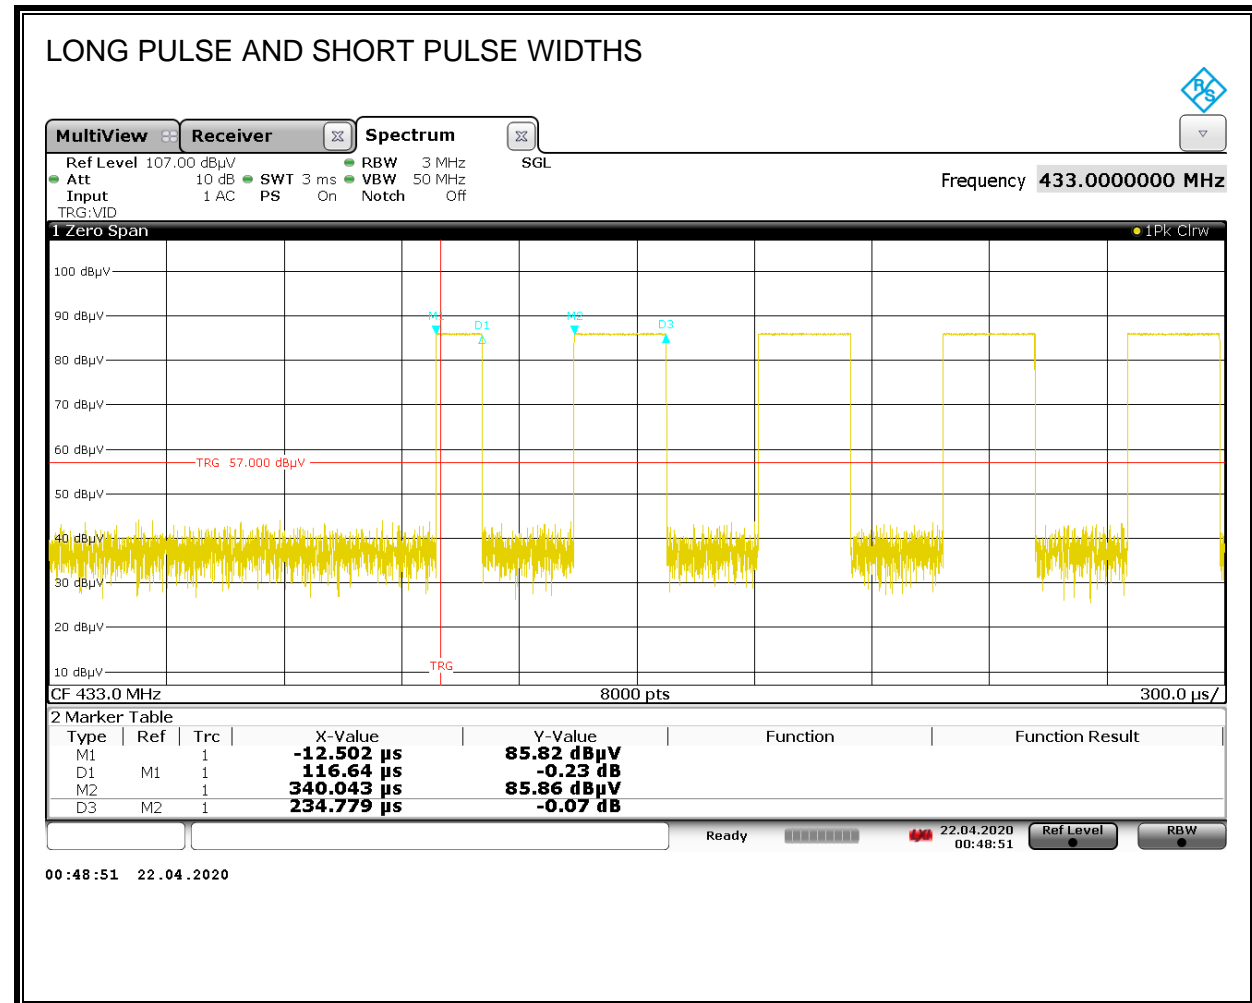 LONG PULSE AND SHORT PULSE WIDTHS
R&S
MultiView Receiver Spectrum
Ref Level 107.00 dBµV RBW 3 MHz SGL
Att 10 dB SWT 3 ms VBW 50 MHz Frequency 433.0000000 MHz
Input 1 AC PS On Notch Off
TRG:VID
1 Zero Span 1Pk Clrw
100 dBµV
90 dBµV M1 D1 M2 D3
80 dBµV
70 dBµV
60 dBµV
TRG 57.000 dBµV
50 dBµV
40 dBµV
30 dBµV
20 dBµV
10 dBµV TRG
CF 433.0 MHz 8000 pts 300.0 µs/
2 Marker Table
Type Ref Trc X-Value Y-Value Function Function Result
M1 1 -12.502 µs 85.82 dBµV
D1 M1 1 116.64 µs -0.23 dB
M2 1 340.043 µs 85.86 dBµV
D3 M2 1 234.779 µs -0.07 dB
Ready 22.04.2020 Ref Level RBW
00:48:51
00:48:51 22.04.2020